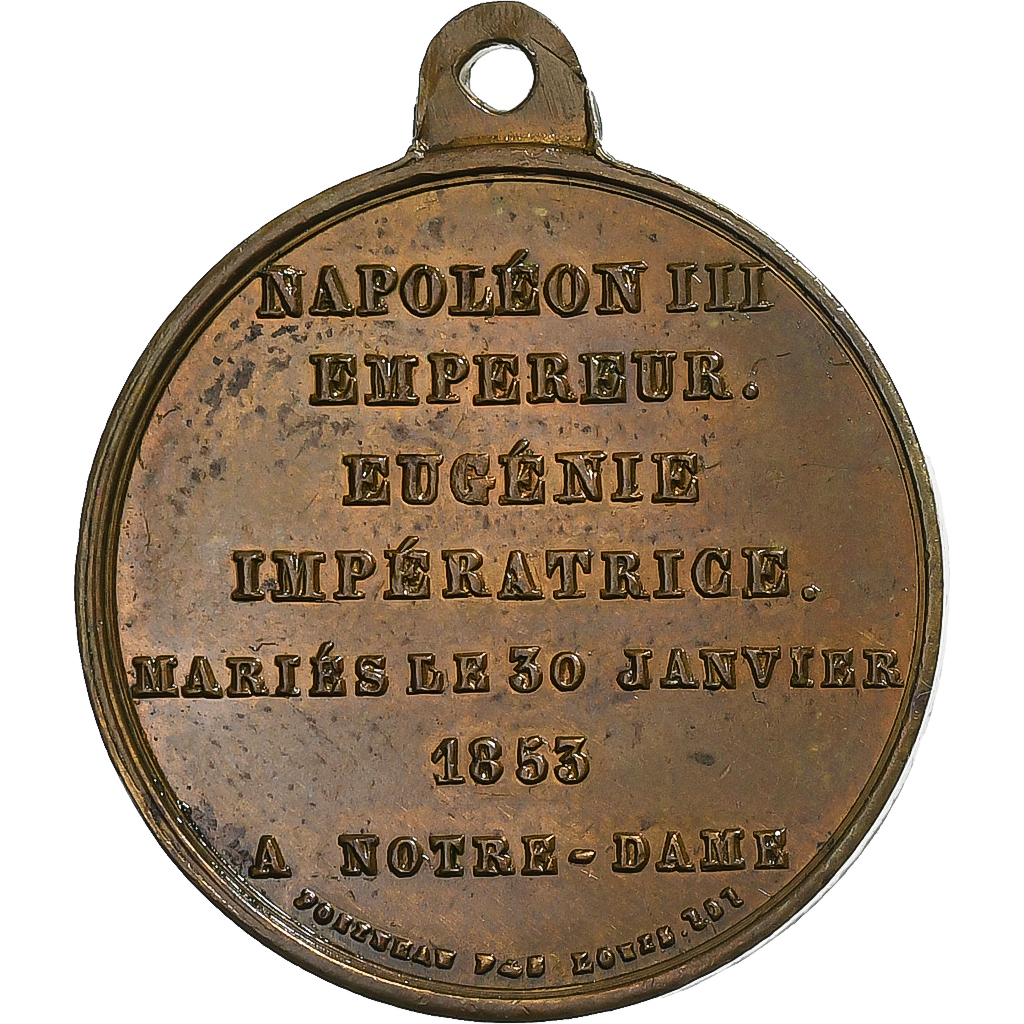 NAPOLÉON III
EMPEREUR.
EUGÉNIE
IMPÉRATRICE.
MARIÉS LE 30 JANVIER
1853
A NOTRE-DAME